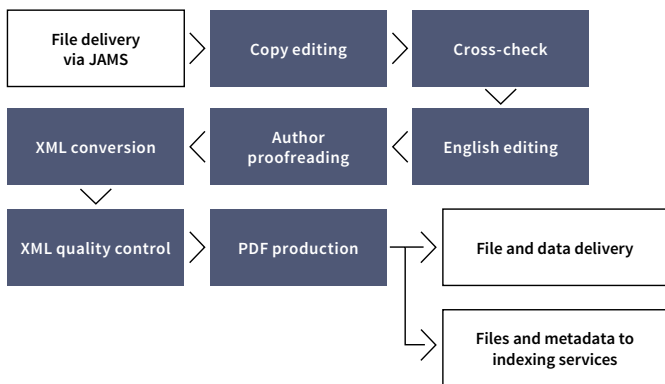 File delivery
via JAMS
Copy editing
Cross-check
English editing
Author
proofreading
XML conversion
XML quality control
PDF production
File and data delivery
Files and metadata to
indexing services